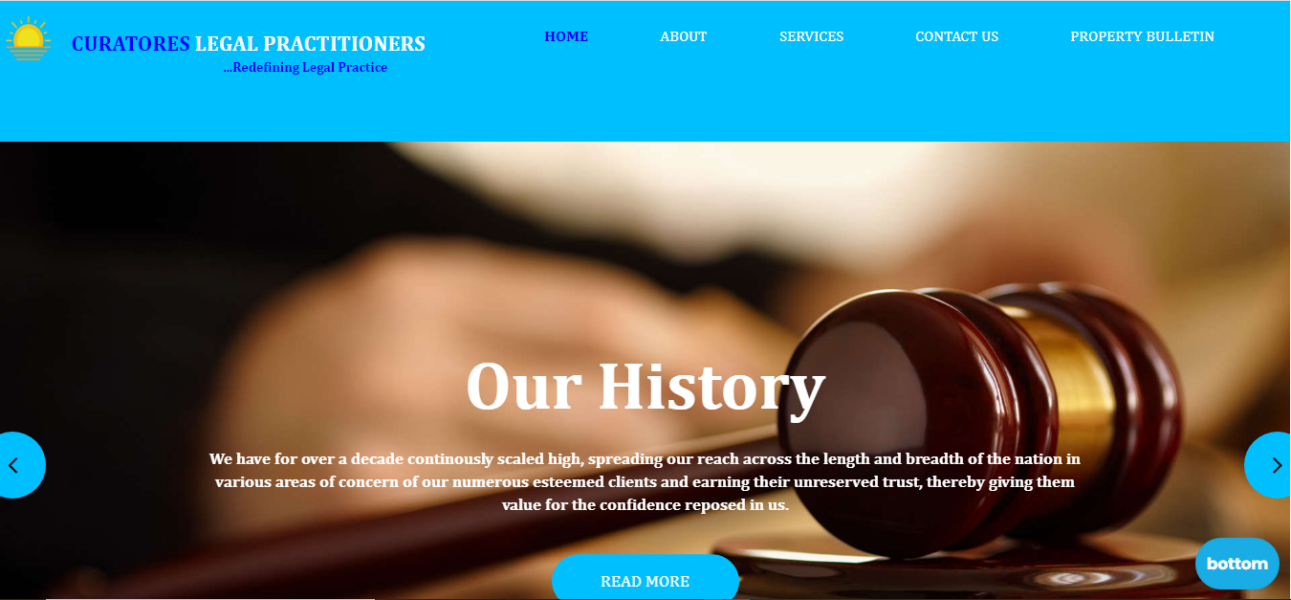 CURATORES LEGAL PRACTITIONERS
...Redefining Legal Practice
HOME
ABOUT
SERVICES
CONTACT US
PROPERTY BULLETIN
Our History
We have for over a decade continously scaled high, spreading our reach across the length and breadth of the nation in
various areas of concern of our numerous esteemed clients and earning their unreserved trust, thereby giving them
value for the confidence reposed in us.
READ MORE
bottom